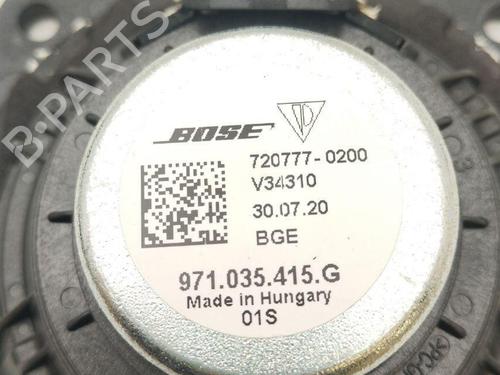 BOSE
720777-0200
V34310
30.07.20
BGE
971.035.415.G
Made in Hungary
01S
B-PARTS